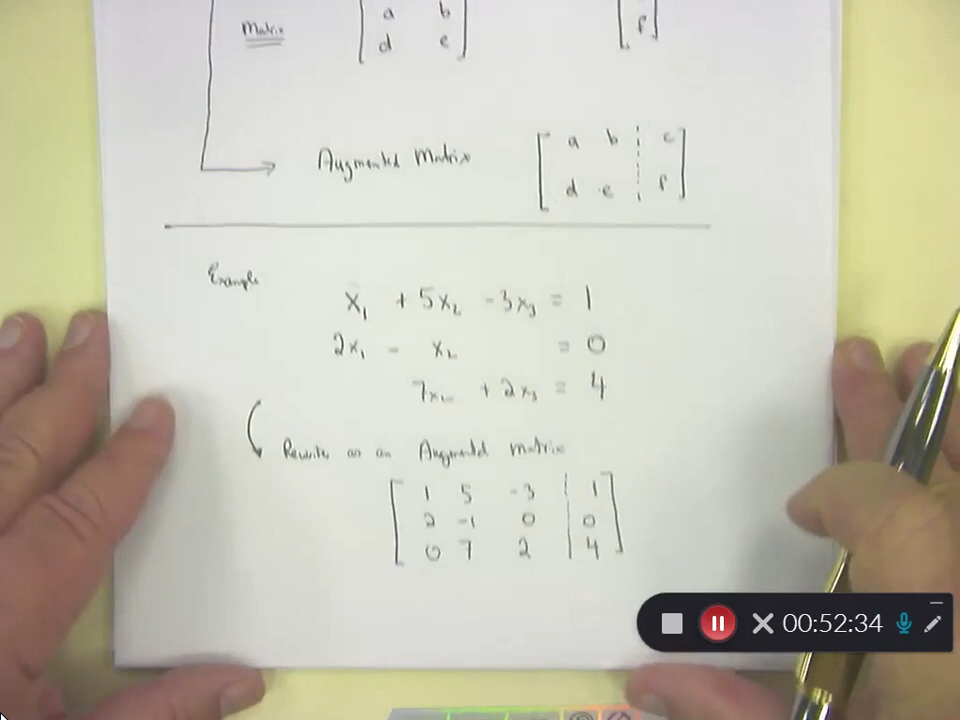 a b
Matrix [ ] [ f ]
d e
Augmented Matrix [ a b | c ]
d e | f
Example
x₁ + 5x₂ - 3x₃ = 1
2x₁ - x₂ = 0
7x₂ + 2x₃ = 4
Rewrite as an Augmented matrix
[ 1 5 -3 | 1 ]
2 -1 0 | 0
0 7 2 | 4
00:52:34